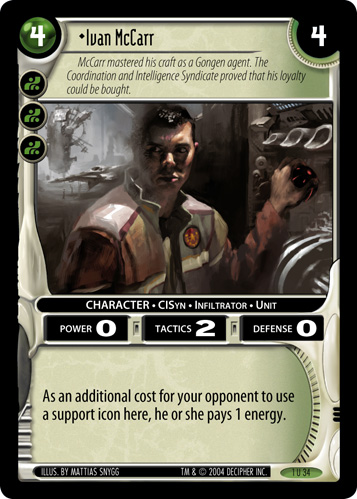 4 •Ivan McCarr 4
McCarr mastered his craft as a Gongen agent. The
Coordination and Intelligence Syndicate proved that his loyalty
could be bought.
CHARACTER • CISyn • Infiltrator • Unit
POWER 0 TACTICS 2 DEFENSE 0
As an additional cost for your opponent to use
a support icon here, he or she pays 1 energy.
ILLUS. BY MATTIAS SNYGG TM & © 2004 DECIPHER INC. 1 U 34